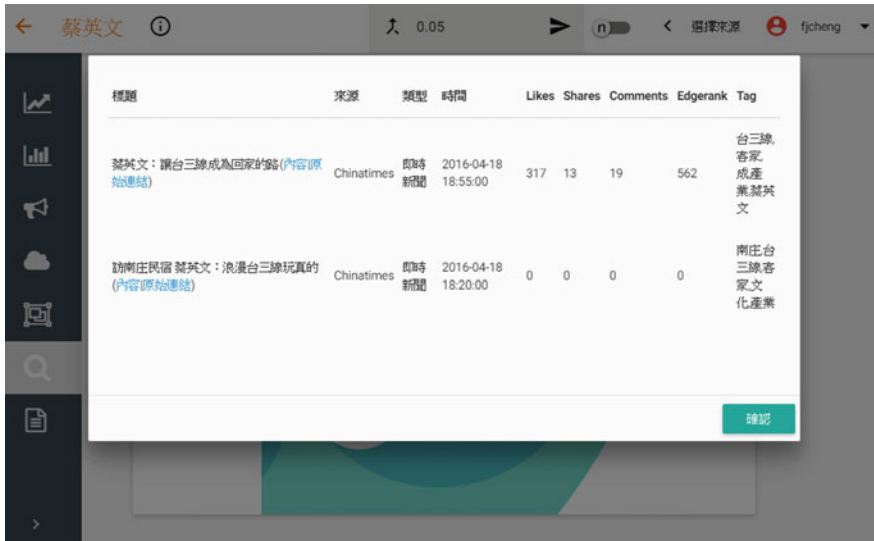 蔡英文
0.05
n
選擇來源
fjcheng
標題 來源 類型 時間 Likes Shares Comments Edgerank Tag
蔡英文：讓台三線成為回家的路(內容|原
始連結)
Chinatimes
即時
新聞
2016-04-18
18:55:00
317 13 19 562
台三線,
客家,
成產
業,蔡英
文
訪南庄民宿 蔡英文：浪漫台三線玩真的
(內容|原始連結)
Chinatimes
即時
新聞
2016-04-18
18:20:00
0 0 0 0
南庄,台
三線,客
家,文
化,產業
確認